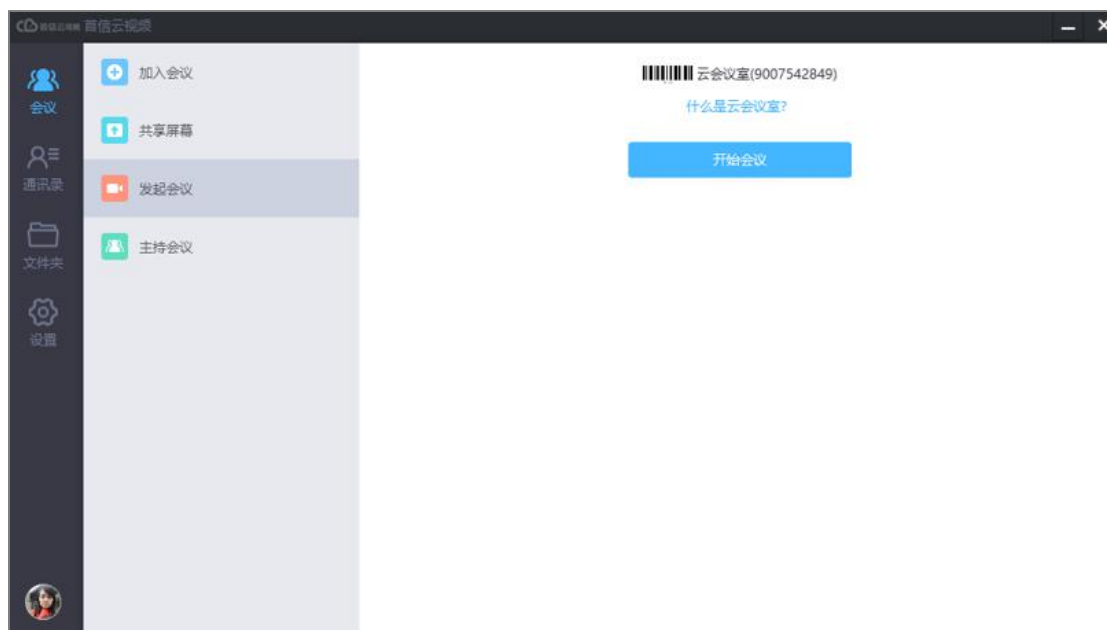 首信云视频
会议
通讯录
文件夹
设置
加入会议
共享屏幕
发起会议
主持会议
云会议室(9007542849)
什么是云会议室?
开始会议